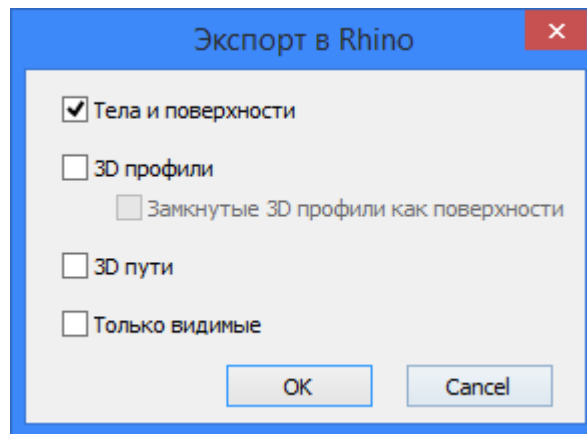 Экспорт в Rhino
Тела и поверхности
3D профили
Замкнутые 3D профили как поверхности
3D пути
Только видимые
OK Cancel